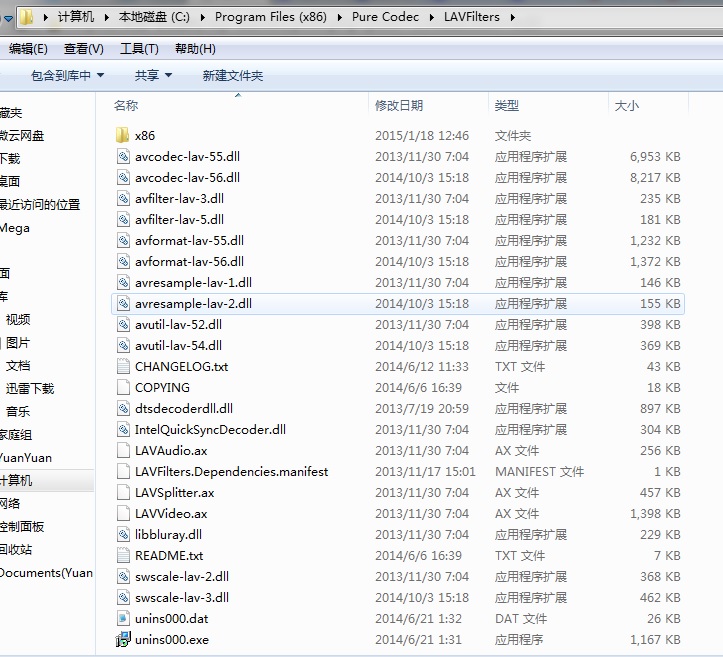 计算机 本地磁盘 (C:) Program Files (x86) Pure Codec LAVFilters
编辑(E) 查看(V) 工具(T) 帮助(H)
包含到库中 共享 新建文件夹
藏夹
微云网盘
下载
桌面
最近访问的位置
Mega
面
库
视频
图片
文档
迅雷下载
音乐
家庭组
YuanYuan
计算机
网络
控制面板
回收站
Documents(Yuan
名称 修改日期 类型 大小
x86 2015/1/18 12:46 文件夹
avcodec-lav-55.dll 2013/11/30 7:04 应用程序扩展 6,953 KB
avcodec-lav-56.dll 2014/10/3 15:18 应用程序扩展 8,217 KB
avfilter-lav-3.dll 2013/11/30 7:04 应用程序扩展 235 KB
avfilter-lav-5.dll 2014/10/3 15:18 应用程序扩展 181 KB
avformat-lav-55.dll 2013/11/30 7:04 应用程序扩展 1,232 KB
avformat-lav-56.dll 2014/10/3 15:18 应用程序扩展 1,372 KB
avresample-lav-1.dll 2013/11/30 7:04 应用程序扩展 146 KB
avresample-lav-2.dll 2014/10/3 15:18 应用程序扩展 155 KB
avutil-lav-52.dll 2013/11/30 7:04 应用程序扩展 398 KB
avutil-lav-54.dll 2014/10/3 15:18 应用程序扩展 369 KB
CHANGELOG.txt 2014/6/12 11:33 TXT 文件 43 KB
COPYING 2014/6/6 16:39 文件 18 KB
dtsdecoderdll.dll 2013/7/19 20:59 应用程序扩展 897 KB
IntelQuickSyncDecoder.dll 2013/11/30 7:04 应用程序扩展 304 KB
LAVAudio.ax 2013/11/30 7:04 AX 文件 256 KB
LAVFilters.Dependencies.manifest 2013/11/17 15:01 MANIFEST 文件 1 KB
LAVSplitter.ax 2013/11/30 7:04 AX 文件 457 KB
LAVVideo.ax 2013/11/30 7:04 AX 文件 1,398 KB
libbluray.dll 2013/11/30 7:04 应用程序扩展 229 KB
README.txt 2014/6/6 16:39 TXT 文件 7 KB
swscale-lav-2.dll 2013/11/30 7:04 应用程序扩展 368 KB
swscale-lav-3.dll 2014/10/3 15:18 应用程序扩展 462 KB
unins000.dat 2014/6/21 1:32 DAT 文件 26 KB
unins000.exe 2014/6/21 1:31 应用程序 1,167 KB